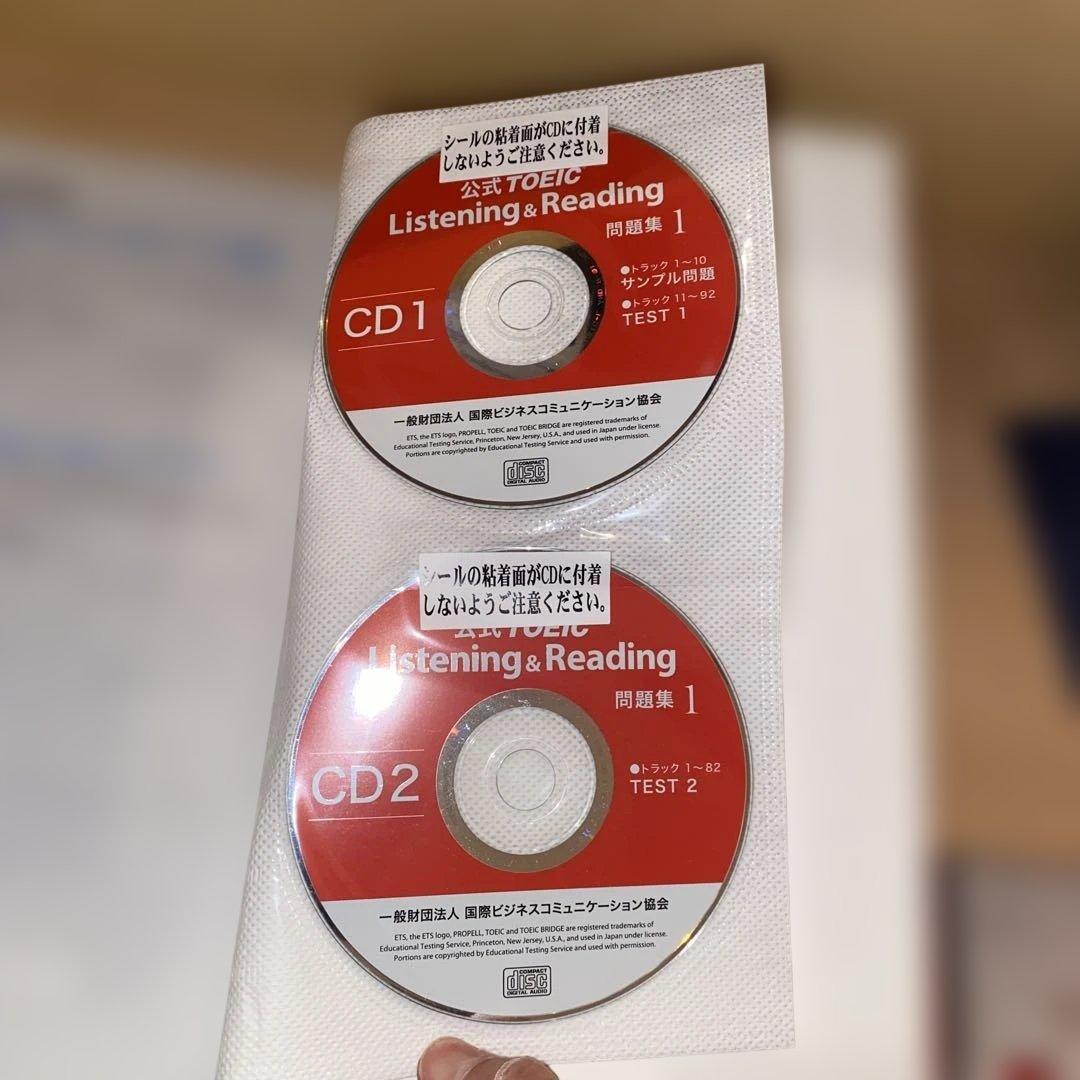 シールの粘着面がCDに付着
しないようご注意ください。
公式 TOEIC
Listening & Reading
問題集 1
●トラック 1～10
サンプル問題
●トラック 11～92
TEST 1
CD 1
一般財団法人 国際ビジネスコミュニケーション協会
ETS, the ETS logo, PROPELL, TOEIC and TOEIC BRIDGE are registered trademarks of
Educational Testing Service, Princeton, New Jersey, U.S.A., and used in Japan under license.
Portions are copyrighted by Educational Testing Service and used with permission.
COMPACT
disc
DIGITAL AUDIO
シールの粘着面がCDに付着
しないようご注意ください。
公式 TOEIC
Listening & Reading
問題集 1
●トラック 1～82
TEST 2
CD 2
一般財団法人 国際ビジネスコミュニケーション協会
ETS, the ETS logo, PROPELL, TOEIC and TOEIC BRIDGE are registered trademarks of
Educational Testing Service, Princeton, New Jersey, U.S.A., and used in Japan under license.
Portions are copyrighted by Educational Testing Service and used with permission.
COMPACT
disc
DIGITAL AUDIO